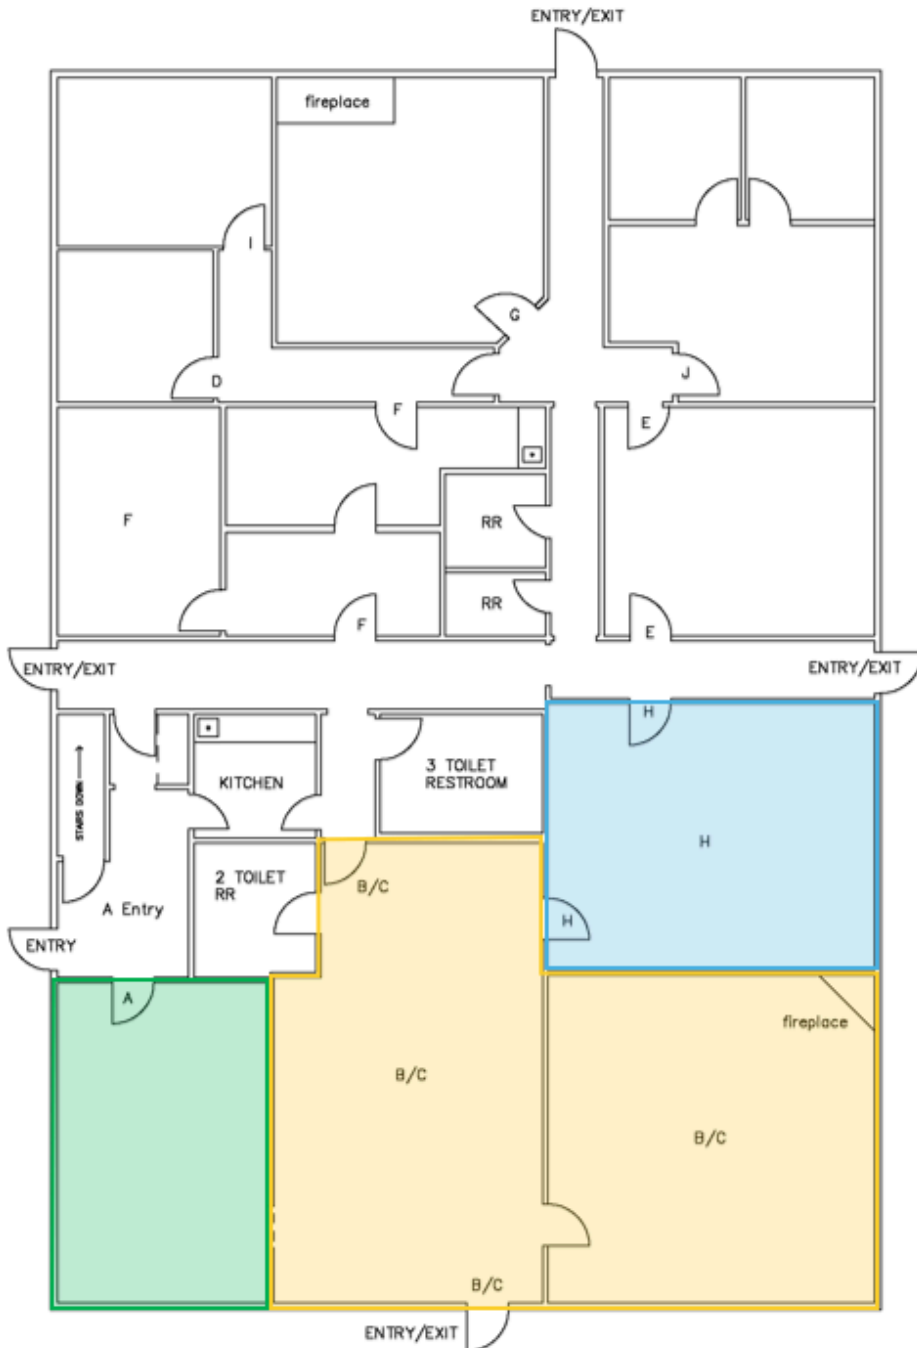 ENTRY/EXIT
fireplace
I
G
D
J
F
E
F
RR
RR
F
E
ENTRY/EXIT
ENTRY/EXIT
H
STAIRS DOWN
KITCHEN
3 TOILET
RESTROOM
H
2 TOILET
RR
B/C
A Entry
H
ENTRY
A
fireplace
B/C
B/C
B/C
ENTRY/EXIT